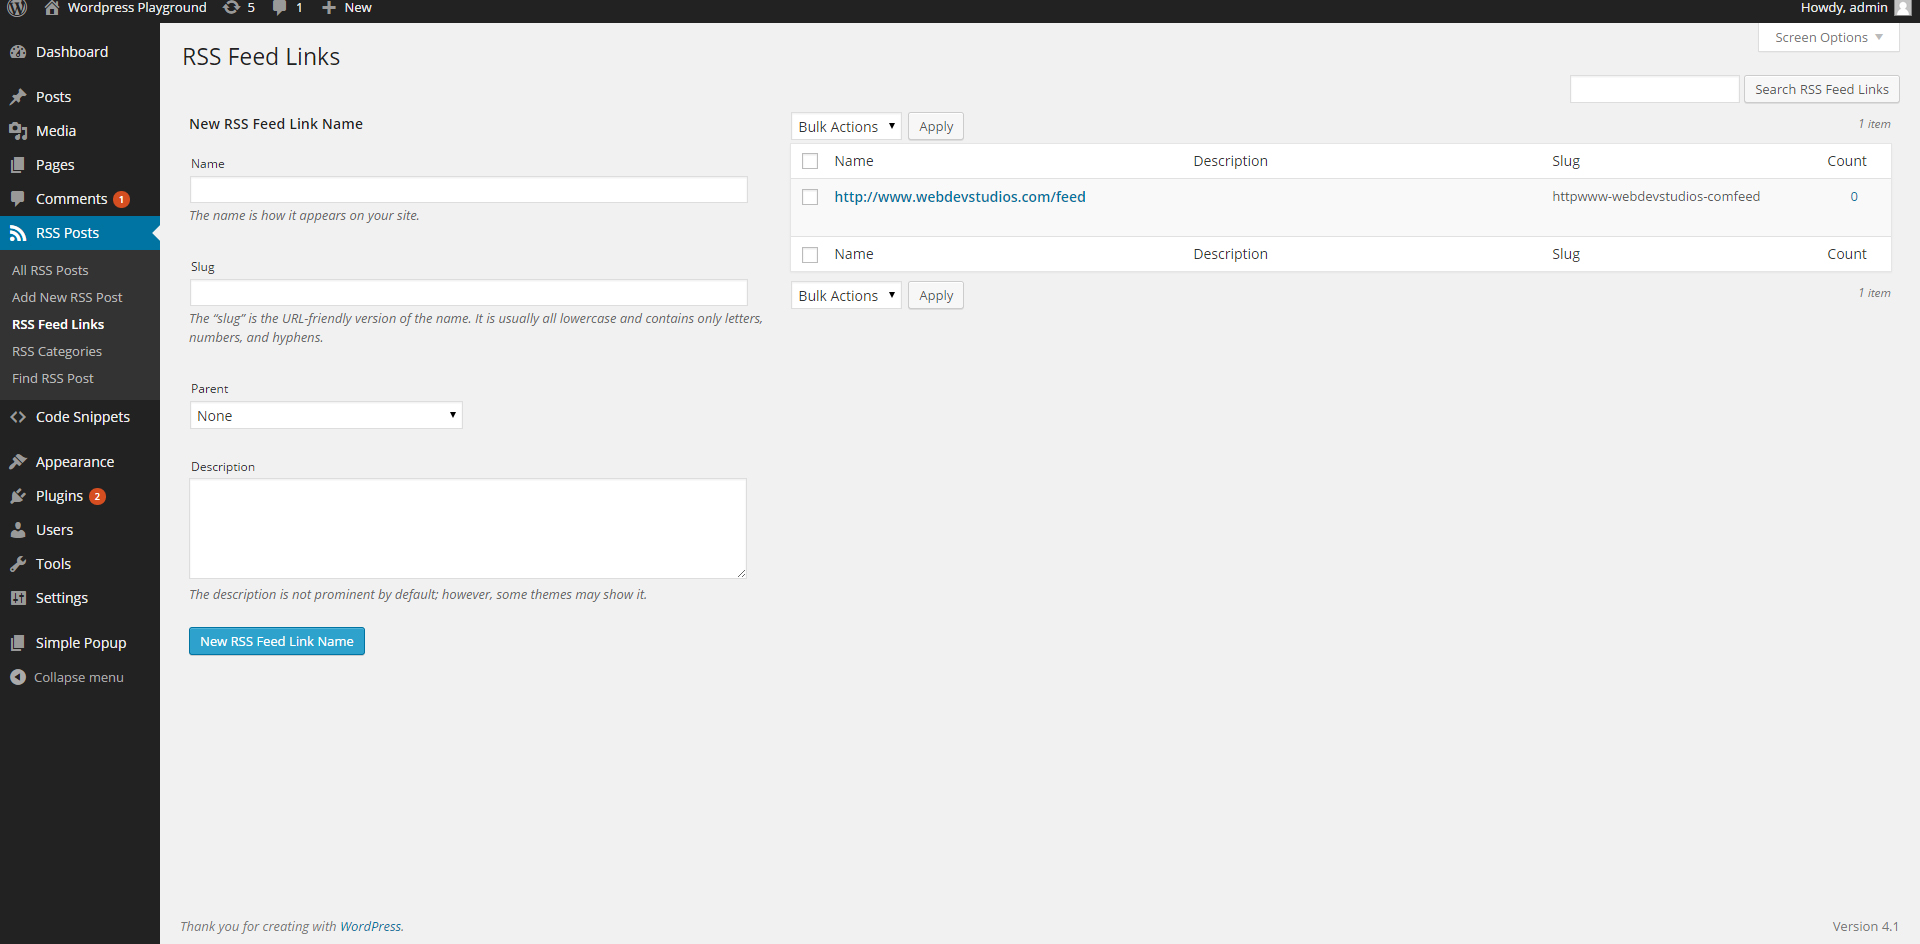 Wordpress Playground 5 1 New Howdy, admin
Dashboard
Posts
Media
Pages
Comments 1
RSS Posts
All RSS Posts
Add New RSS Post
RSS Feed Links
RSS Categories
Find RSS Post
Code Snippets
Appearance
Plugins 2
Users
Tools
Settings
Simple Popup
Collapse menu
RSS Feed Links
Screen Options
Search RSS Feed Links
New RSS Feed Link Name
Name
The name is how it appears on your site.
Slug
The “slug” is the URL-friendly version of the name. It is usually all lowercase and contains only letters,
numbers, and hyphens.
Parent
None
Description
The description is not prominent by default; however, some themes may show it.
New RSS Feed Link Name
Bulk Actions Apply 1 item
Name Description Slug Count
http://www.webdevstudios.com/feed httpwww-webdevstudios-comfeed 0
Name Description Slug Count
Bulk Actions Apply 1 item
Thank you for creating with WordPress. Version 4.1